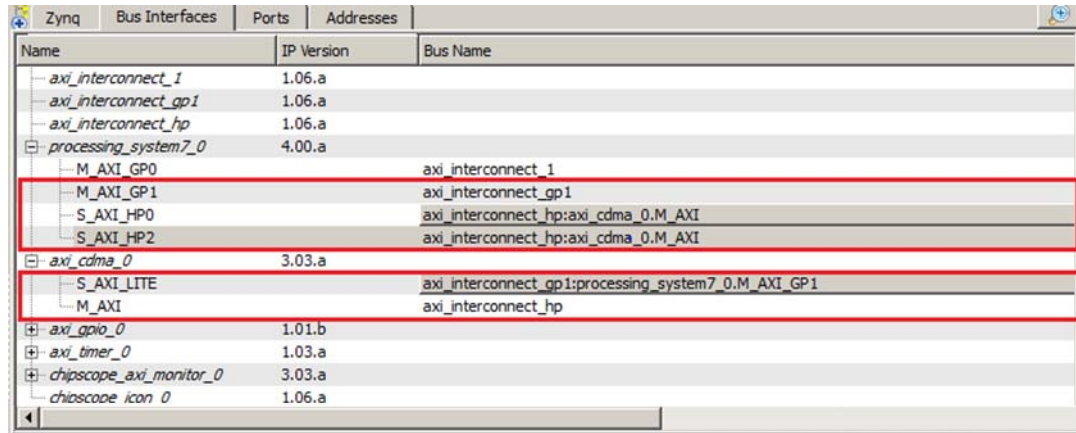 Zynq Bus Interfaces Ports Addresses
Name IP Version Bus Name
axi_interconnect_1 1.06.a
axi_interconnect_gp1 1.06.a
axi_interconnect_hp 1.06.a
processing_system7_0 4.00.a
M_AXI_GP0 axi_interconnect_1
M_AXI_GP1 axi_interconnect_gp1
S_AXI_HP0 axi_interconnect_hp:axi_cdma_0.M_AXI
S_AXI_HP2 axi_interconnect_hp:axi_cdma_0.M_AXI
axi_cdma_0 3.03.a
S_AXI_LITE axi_interconnect_gp1:processing_system7_0.M_AXI_GP1
M_AXI axi_interconnect_hp
axi_gpio_0 1.01.b
axi_timer_0 1.03.a
chipscope_axi_monitor_0 3.03.a
chipscope_icon_0 1.06.a